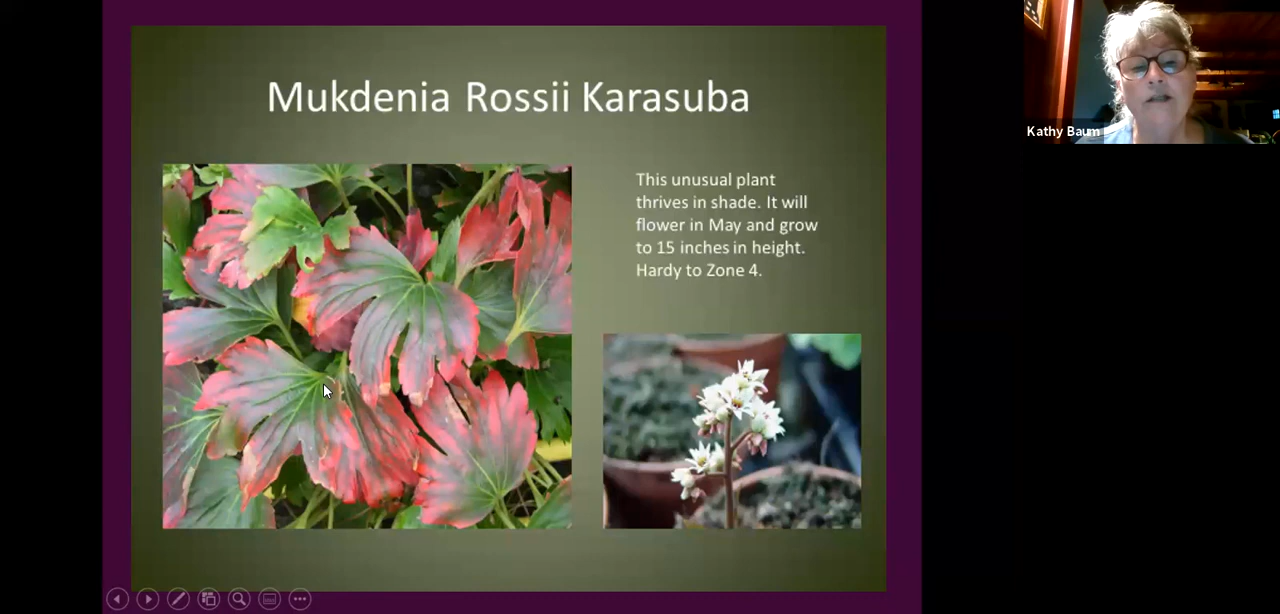 Mukdenia Rossii Karasuba
This unusual plant
thrives in shade. It will
flower in May and grow
to 15 inches in height.
Hardy to Zone 4.
Kathy Baum